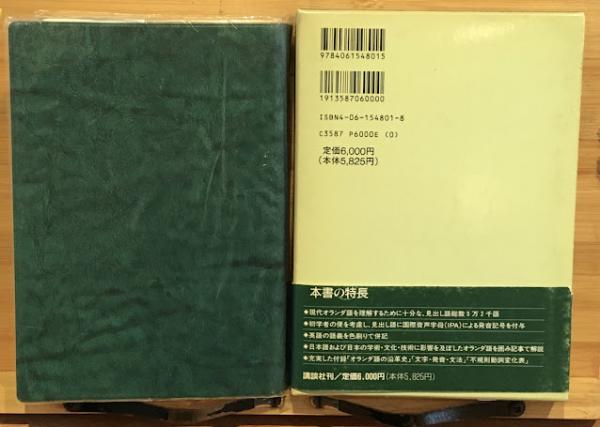 9784061548015
1913587060000
ISBN4-06-154801-8
C3587 P6000E (0)
定価6,000円
(本体5,825円)
本書の特長
●現代オランダ語を理解するために十分な、見出し語総数5万2千語
●初学者の便を考慮し、見出し語に国際音声字母(IPA)による発音記号を付与
●英語の語義を色刷りで併記
●日本語および日本の学術・文化・技術に影響を及ぼしたオランダ語を囲み記事で解説
●充実した付録「オランダ語の沿革史」「文字・発音・文法」「不規則動詞変化表」
講談社刊/定価6,000円(本体5,825円)